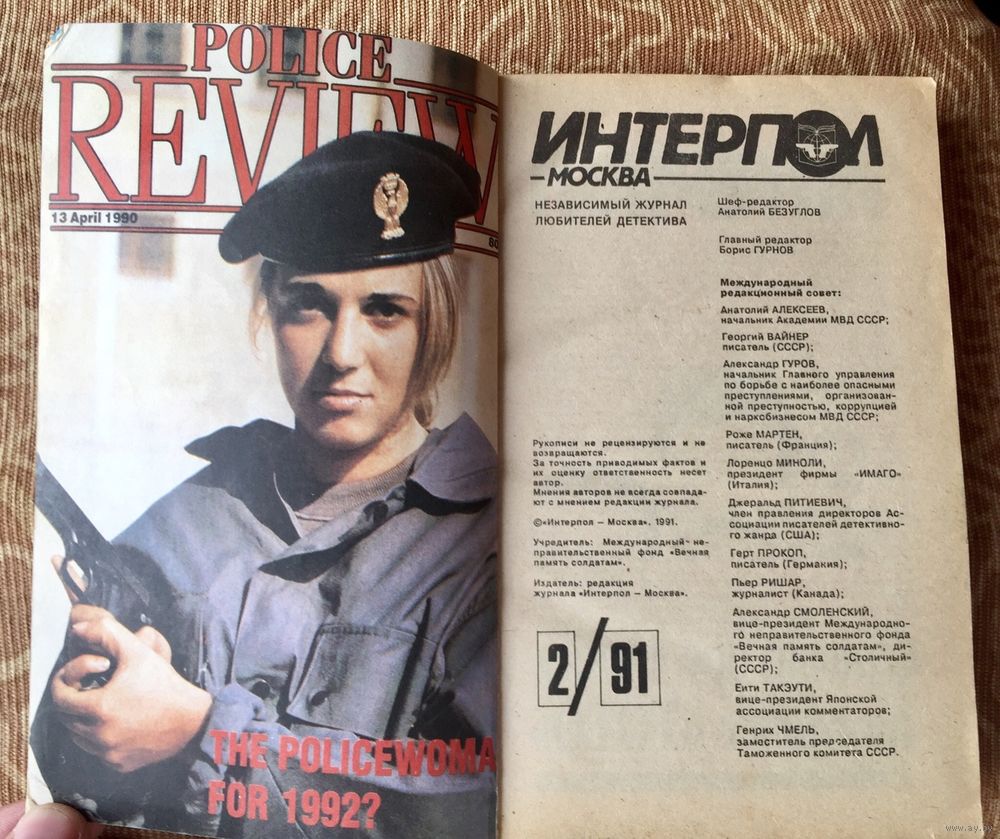 POLICE
REVIEW
13 April 1990
80
THE POLICEWOMA
FOR 1992?
ИНТЕРПОЛ
МОСКВА
НЕЗАВИСИМЫЙ ЖУРНАЛ
ЛЮБИТЕЛЕЙ ДЕТЕКТИВА
Рукописи не рецензируются и не
возвращаются.
За точность приводимых фактов и
их оценку ответственность несет
автор.
Мнения авторов не всегда совпада-
ют с мнением редакции журнала.
©«Интерпол – Москва». 1991.
Учредитель: Международный не-
правительственный фонд «Вечная
память солдатам».
Издатель: редакция
журнала «Интерпол – Москва».
2/91
Шеф-редактор
Анатолий БЕЗУГЛОВ
Главный редактор
Борис ГУРНОВ
Международный
редакционный совет:
Анатолий АЛЕКСЕЕВ,
начальник Академии МВД СССР;
Георгий ВАЙНЕР
писатель (СССР);
Александр ГУРОВ,
начальник Главного управления
по борьбе с наиболее опасными
преступлениями, организован-
ной преступностью, коррупцией
и наркобизнесом МВД СССР;
Роже МАРТЕН,
писатель (Франция);
Лоренцо МИНОЛИ,
президент фирмы «ИМАГО»
(Италия);
Джеральд ПИТИЕВИЧ,
член правления директоров Ас-
социации писателей детективно-
го жанра (США);
Герт ПРОКОП,
писатель (Германия);
Пьер РИШАР,
журналист (Канада);
Александр СМОЛЕНСКИЙ,
вице-президент Международно-
го неправительственного фонда
«Вечная память солдатам», ди-
ректор банка «Столичный»
(СССР);
Еити ТАКЭУТИ,
вице-президент Японской
ассоциации комментаторов;
Генрих ЧМЕЛЬ,
заместитель председателя
Таможенного комитета СССР.